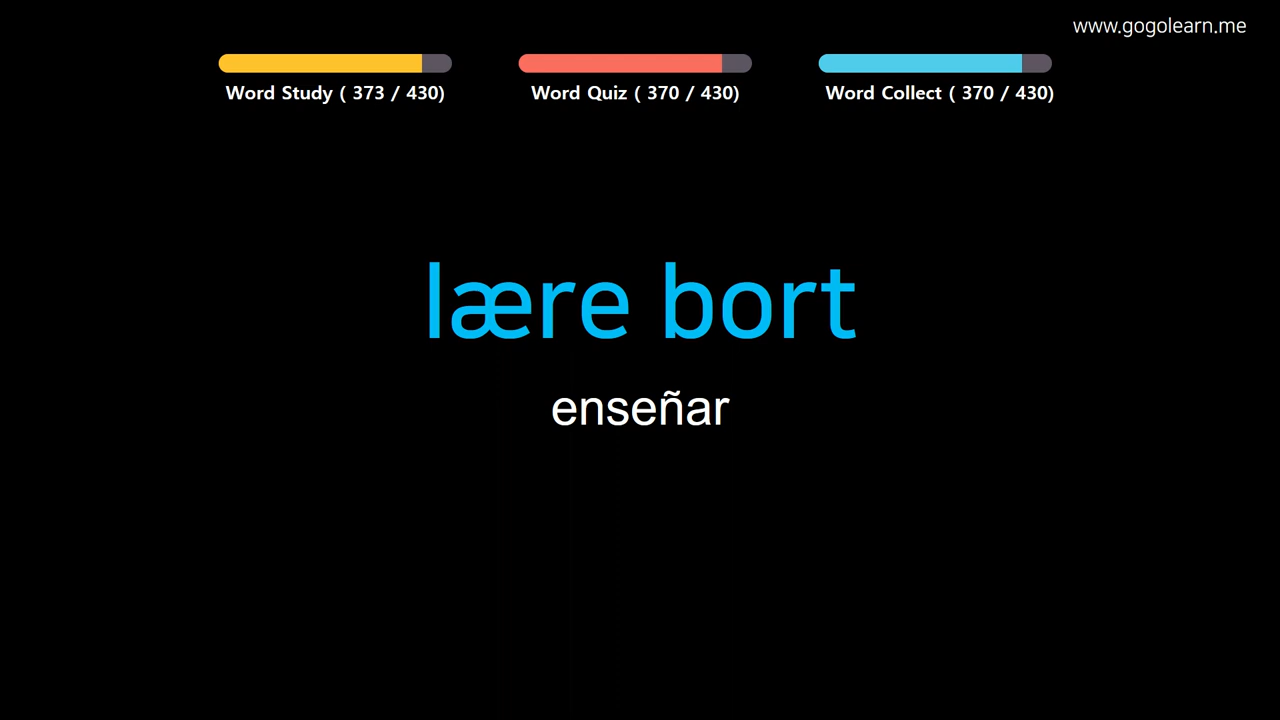 www.gogolearn.me
Word Study ( 373 / 430)
Word Quiz ( 370 / 430)
Word Collect ( 370 / 430)
lære bort
enseñar